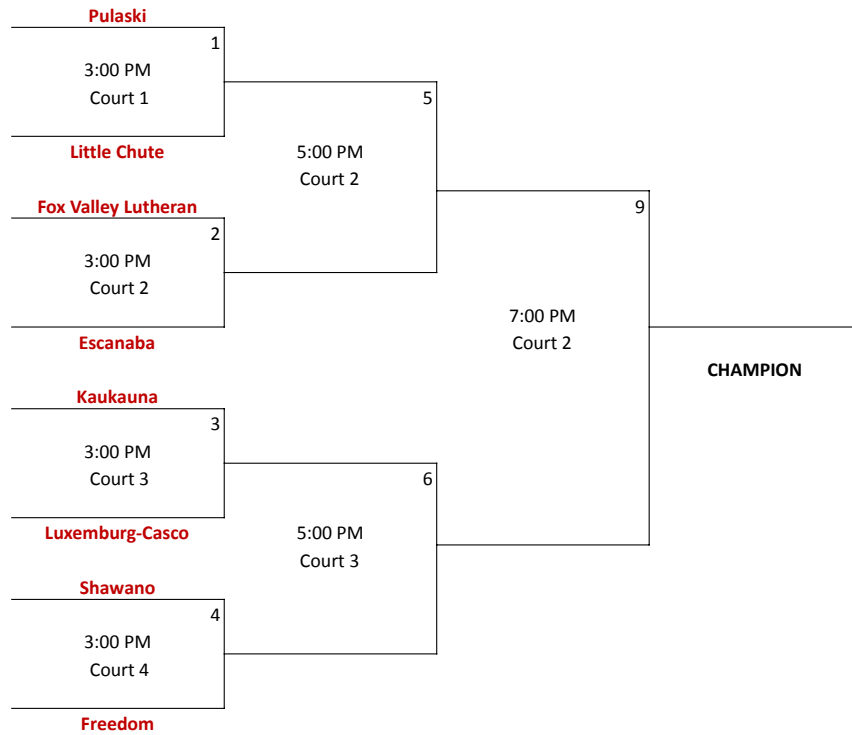 Pulaski
1
3:00 PM
Court 1
Little Chute
5
5:00 PM
Court 2
Fox Valley Lutheran
2
3:00 PM
Court 2
Escanaba
9
7:00 PM
Court 2
CHAMPION
Kaukauna
3
3:00 PM
Court 3
Luxemburg-Casco
6
5:00 PM
Court 3
Shawano
4
3:00 PM
Court 4
Freedom